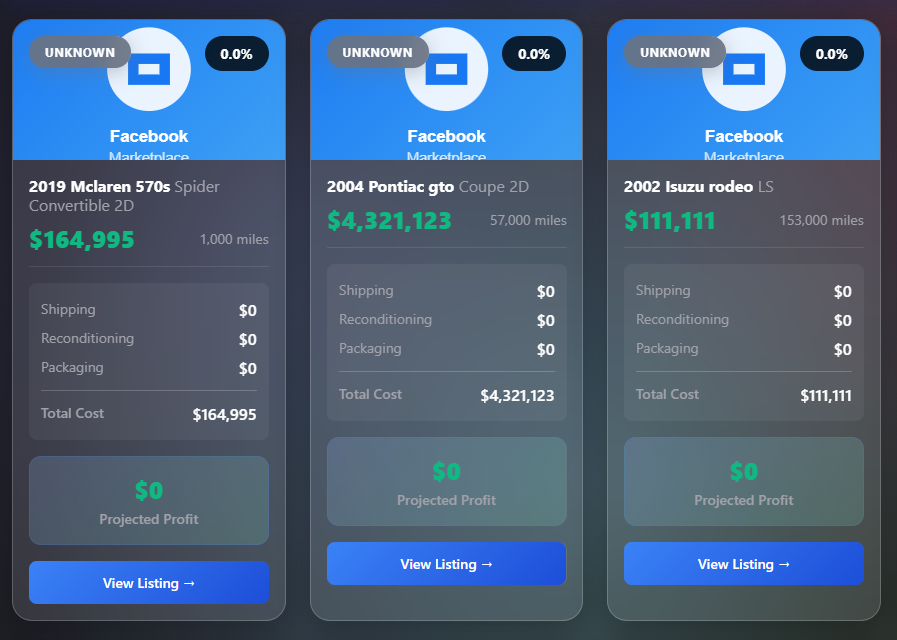 UNKNOWN 0.0%
Facebook
Marketplace
2019 Mclaren 570s Spider
Convertible 2D
$164,995 1,000 miles
Shipping $0
Reconditioning $0
Packaging $0
Total Cost $164,995
$0
Projected Profit
View Listing →
UNKNOWN 0.0%
Facebook
Marketplace
2004 Pontiac gto Coupe 2D
$4,321,123 57,000 miles
Shipping $0
Reconditioning $0
Packaging $0
Total Cost $4,321,123
$0
Projected Profit
View Listing →
UNKNOWN 0.0%
Facebook
Marketplace
2002 Isuzu rodeo LS
$111,111 153,000 miles
Shipping $0
Reconditioning $0
Packaging $0
Total Cost $111,111
$0
Projected Profit
View Listing →